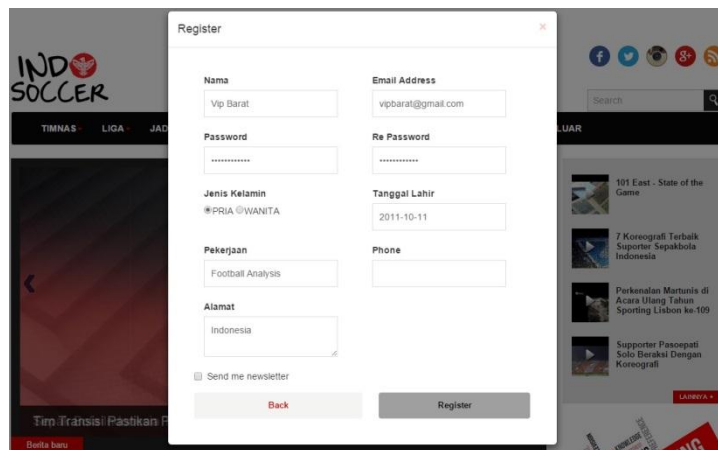 Register
×
INDO
SOCCER
Search
TIMNAS
LIGA
JAD
LUAR
Nama
Email Address
Vip Barat
vipbarat@gmail.com
Password
Re Password
Jenis Kelamin
Tanggal Lahir
PRIA WANITA
2011-10-11
Pekerjaan
Phone
Football Analysis
Alamat
Indonesia
Send me newsletter
Back
Register
101 East - State of the
Game
7 Koreografi Terbaik
Suporter Sepakbola
Indonesia
Perkenalan Martunis di
Acara Ulang Tahun
Sporting Lisbon ke-109
Supporter Pasoepati
Solo Beraksi Dengan
Koreografi
LAINNYA
Tim Transisi Pastikan P
Berita baru